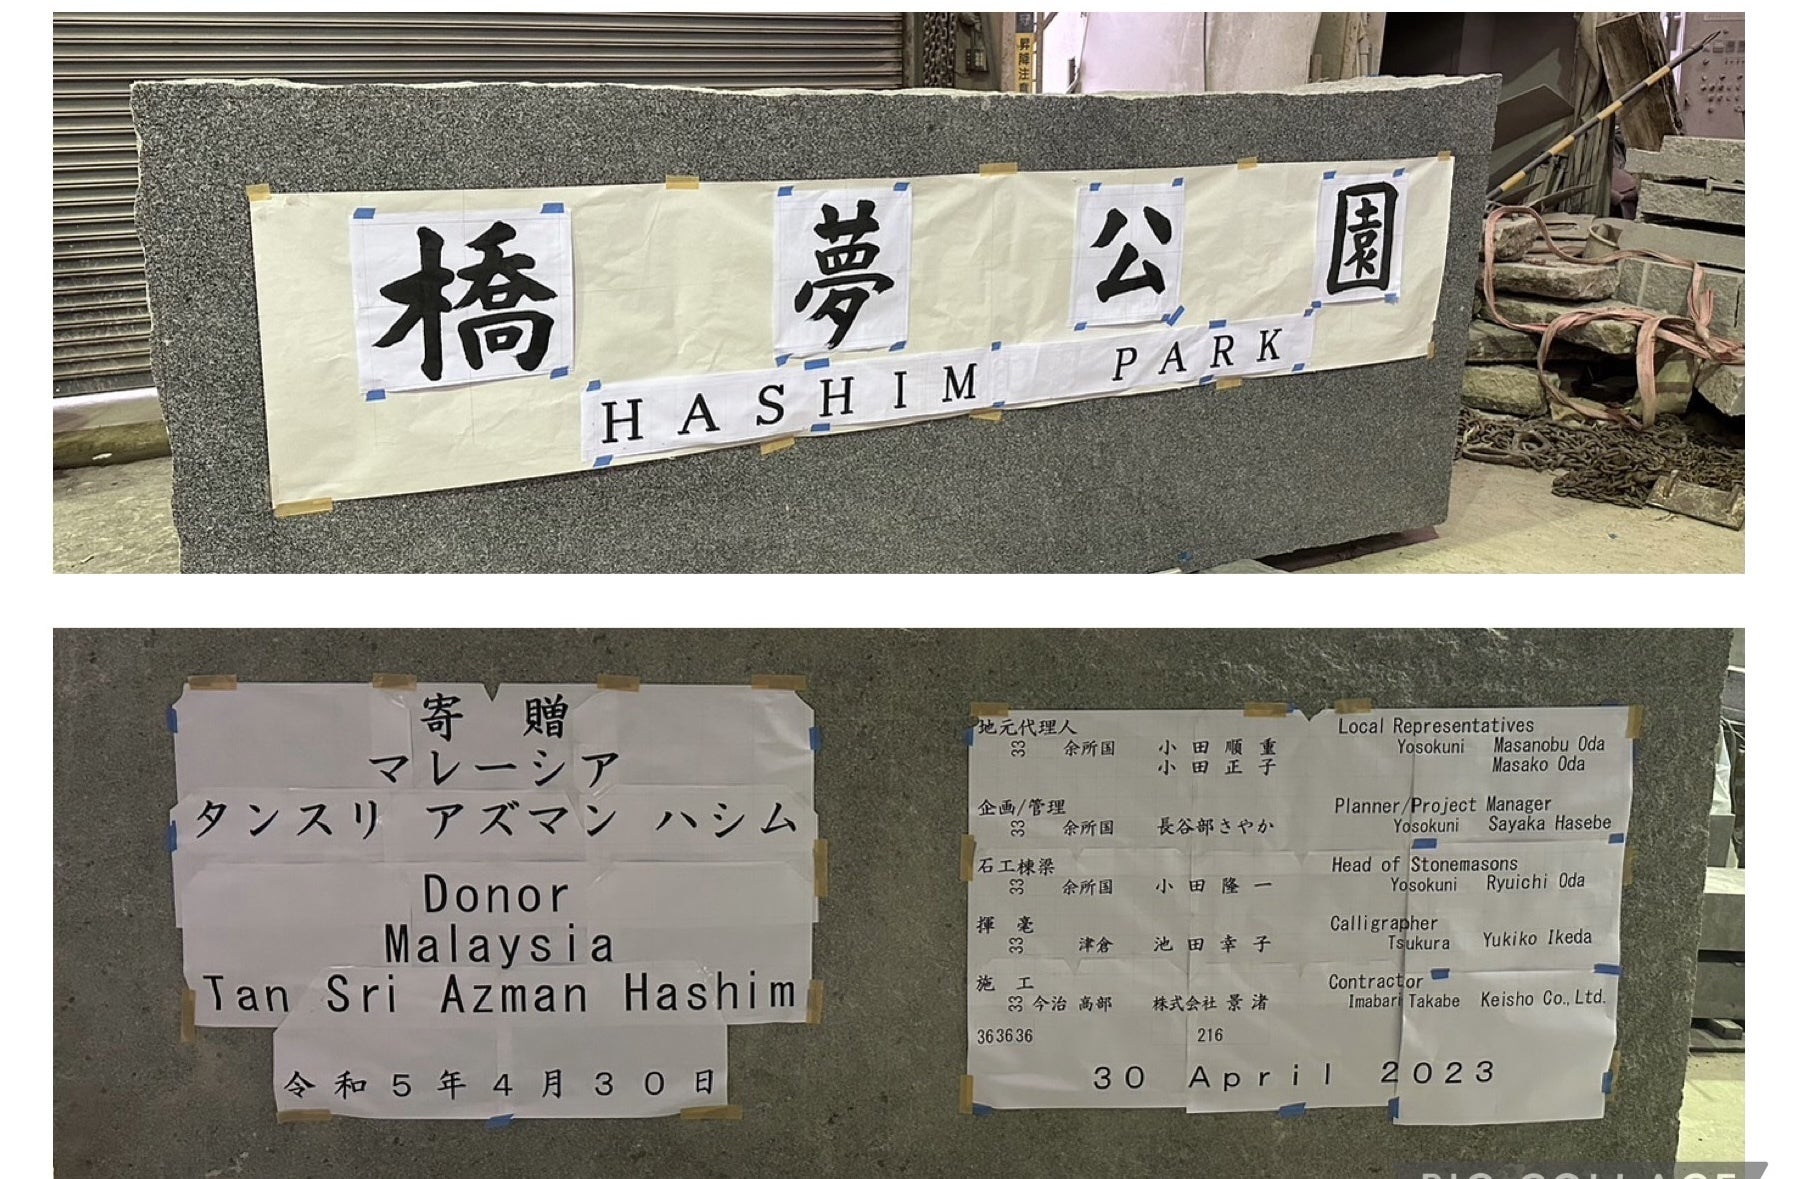 橋夢公園
HASHIM PARK
寄 贈
マレーシア
タンスリ アズマン ハシム
Donor
Malaysia
Tan Sri Azman Hashim
令和5年4月30日
地元代理人 Local Representatives
33 余所国 小田順重 Yosokuni Masanobu Oda
小田正子 Masako Oda
企画/管理 Planner/Project Manager
33 余所国 長谷部さやか Yosokuni Sayaka Hasebe
石工棟梁 Head of Stonemasons
33 余所国 小田隆一 Yosokuni Ryuichi Oda
揮 毫 Calligrapher
33 津倉 池田幸子 Tsukura Yukiko Ikeda
施 工 Contractor
33 今治 高部 株式会社 景渚 Imabari Takabe Keisho Co., Ltd.
363636 216
30 April 2023
PIC COLLAGE